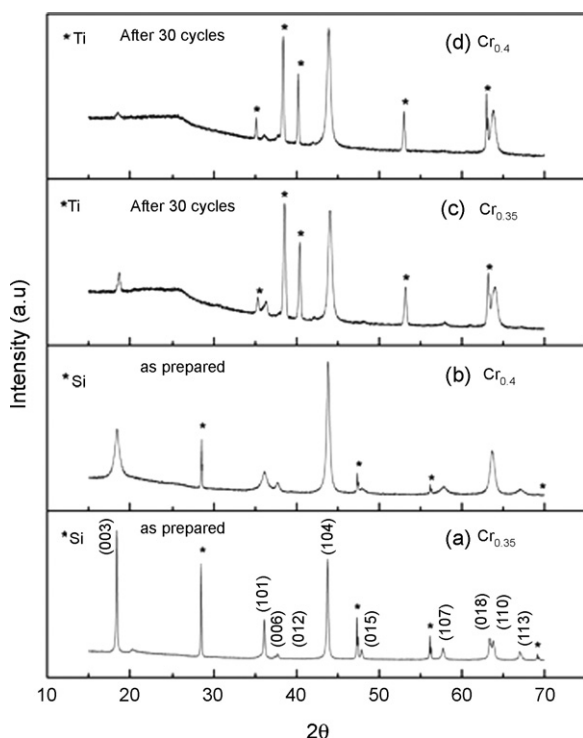 *Ti After 30 cycles (d) Cr0.4
* * * * *
*Ti After 30 cycles (c) Cr0.35
* * * * *
*Si as prepared (b) Cr0.4
* * * *
*Si as prepared (a) Cr0.35
(003) * (101) (006) (012) (104) * (015) * (107) (018) (110) (113) *
10 20 30 40 50 60 70
2θ
Intensity (a.u)